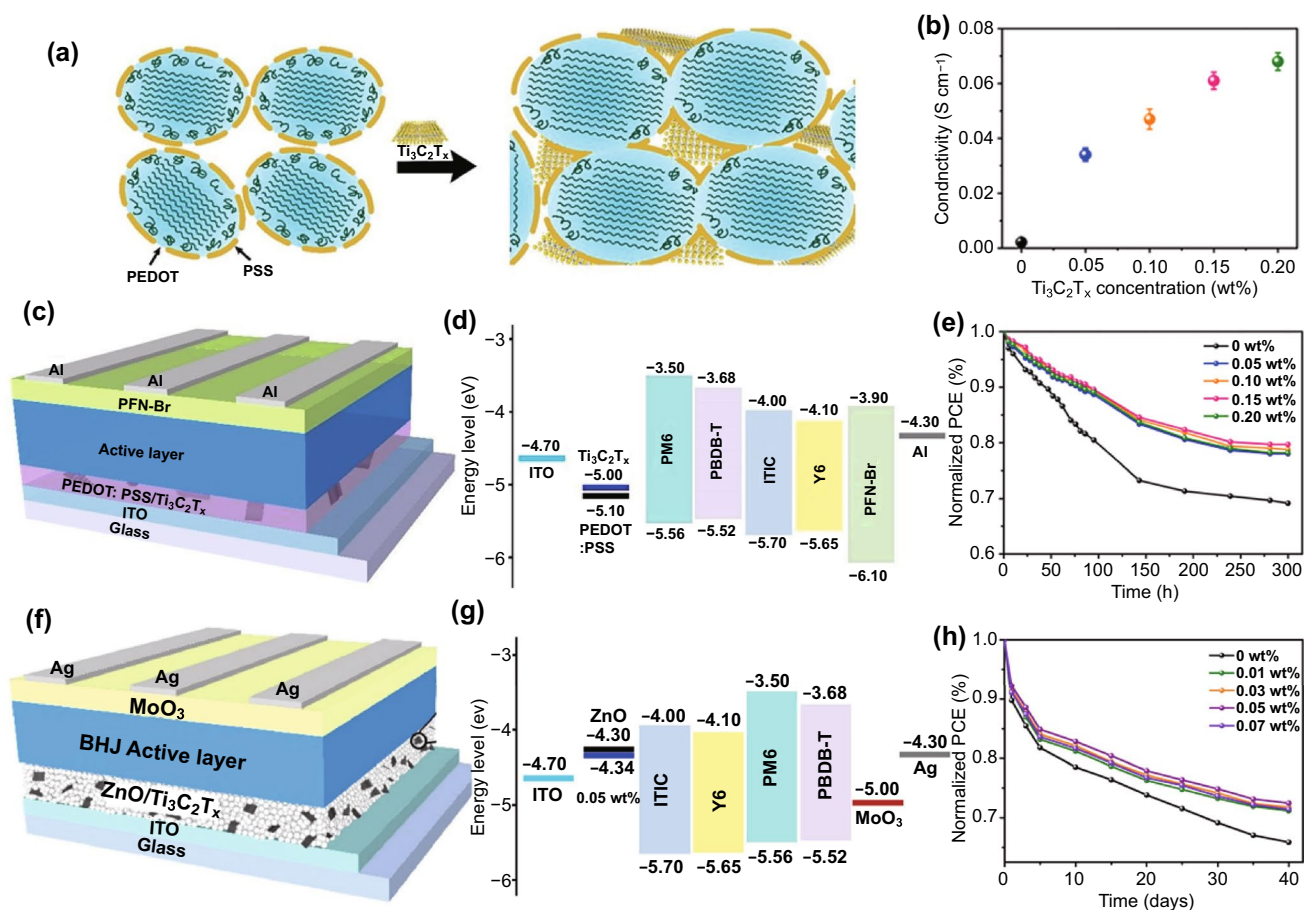 (a)
Ti₃C₂Tₓ
PEDOT
PSS
(b)
Condnctivity (S cm⁻¹)
0.08
0.06
0.04
0.02
0.00
0 0.05 0.10 0.15 0.20
Ti₃C₂Tₓ concentration (wt%)
(c)
Al
Al
Al
PFN-Br
Active layer
PEDOT: PSS/Ti₃C₂Tₓ
ITO
Glass
(d)
Energy level (eV)
−3
−4
−5
−6
−4.70
ITO
Ti₃C₂Tₓ
−5.00
−5.10
PEDOT
:PSS
−3.50
PM6
−5.56
−3.68
PBDB-T
−5.52
−4.00
ITIC
−5.70
−4.10
Y6
−5.65
−3.90
PFN-Br
−6.10
−4.30
Al
(e)
Normalized PCE (%)
1.0
0.9
0.8
0.7
0.6
0 wt%
0.05 wt%
0.10 wt%
0.15 wt%
0.20 wt%
0 50 100 150 200 250 300
Time (h)
(f)
Ag
Ag
Ag
MoO₃
BHJ Active layer
ZnO/Ti₃C₂Tₓ
ITO
Glass
(g)
Energy level (ev)
−3
−4
−5
−6
−4.70
ITO
ZnO
−4.30
−4.34
0.05 wt%
−4.00
ITIC
−5.70
−4.10
Y6
−5.65
−3.50
PM6
−5.56
−3.68
PBDB-T
−5.52
−5.00
MoO₃
−4.30
Ag
(h)
Normalized PCE (%)
1.0
0.9
0.8
0.7
0 wt%
0.01 wt%
0.03 wt%
0.05 wt%
0.07 wt%
0 10 20 30 40
Time (days)